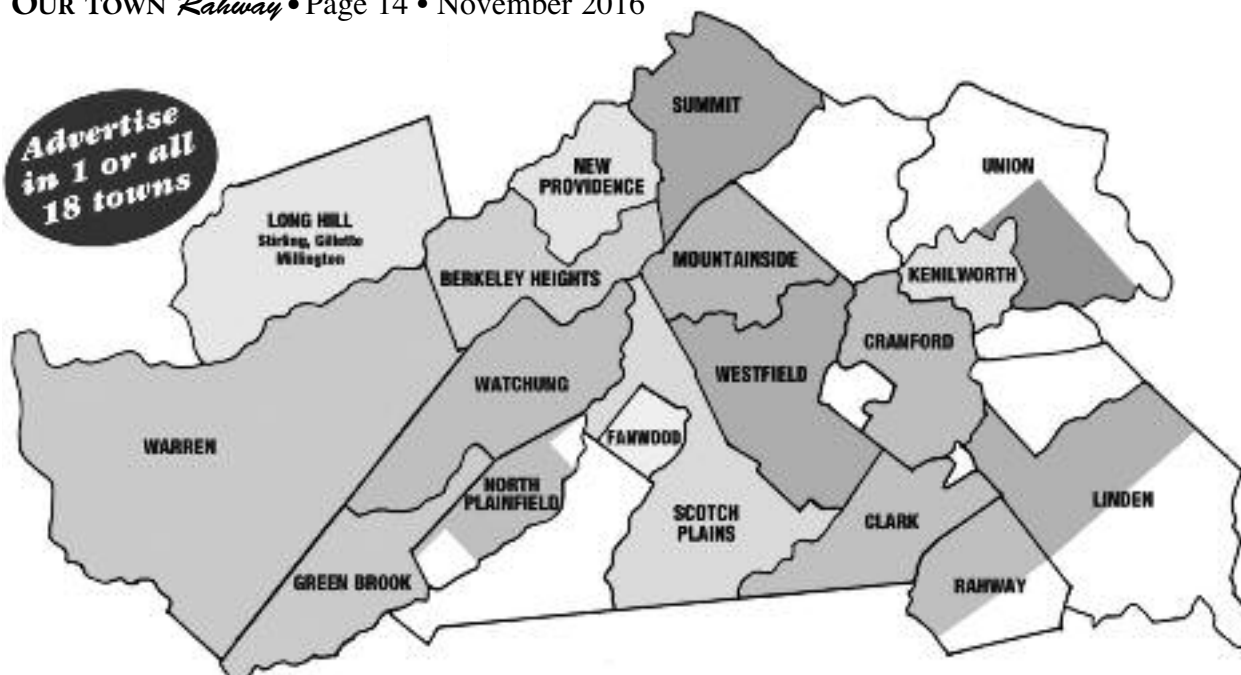 OUR TOWN Rahway • Page 14 • November 2016
Advertise
in 1 or all
18 towns
SUMMIT
NEW
PROVIDENCE
UNION
LONG HILL
Stirling, Gillette
Millington
BERKELEY HEIGHTS
MOUNTAINSIDE
KENILWORTH
CRANFORD
WATCHUNG
WESTFIELD
WARREN
FANWOOD
NORTH
PLAINFIELD
SCOTCH
PLAINS
CLARK
LINDEN
GREEN BROOK
RAHWAY